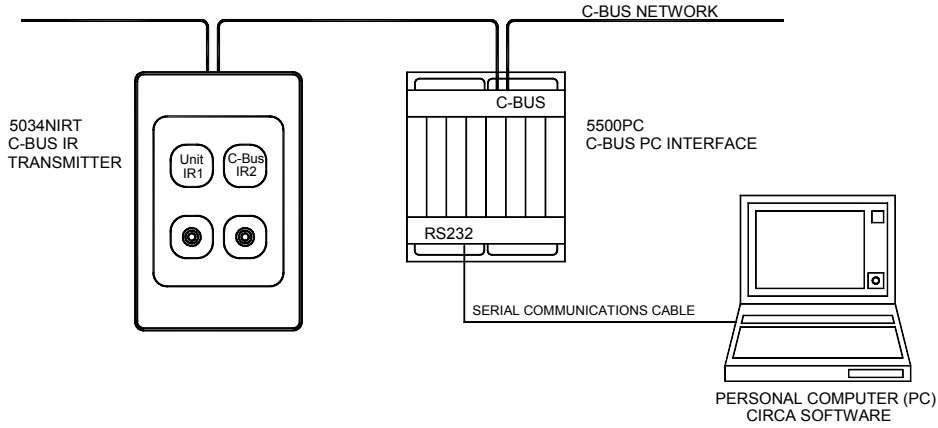 C-BUS NETWORK
5034NIRT
C-BUS IR
TRANSMITTER
Unit
IR1
C-Bus
IR2
C-BUS
RS232
5500PC
C-BUS PC INTERFACE
SERIAL COMMUNICATIONS CABLE
PERSONAL COMPUTER (PC)
CIRCA SOFTWARE